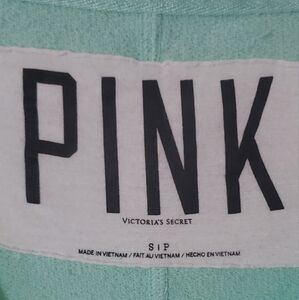 PINK
VICTORIA'S SECRET
S | P
MADE IN VIETNAM / FAIT AU VIETNAM / HECHO EN VIETNAM